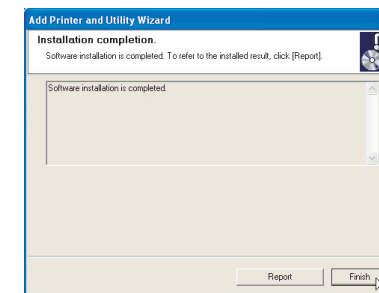 Add Printer and Utility Wizard
Installation completion.
Software installation is completed. To refer to the installed result, click [Report].
Software installation is completed.
Report
Finish